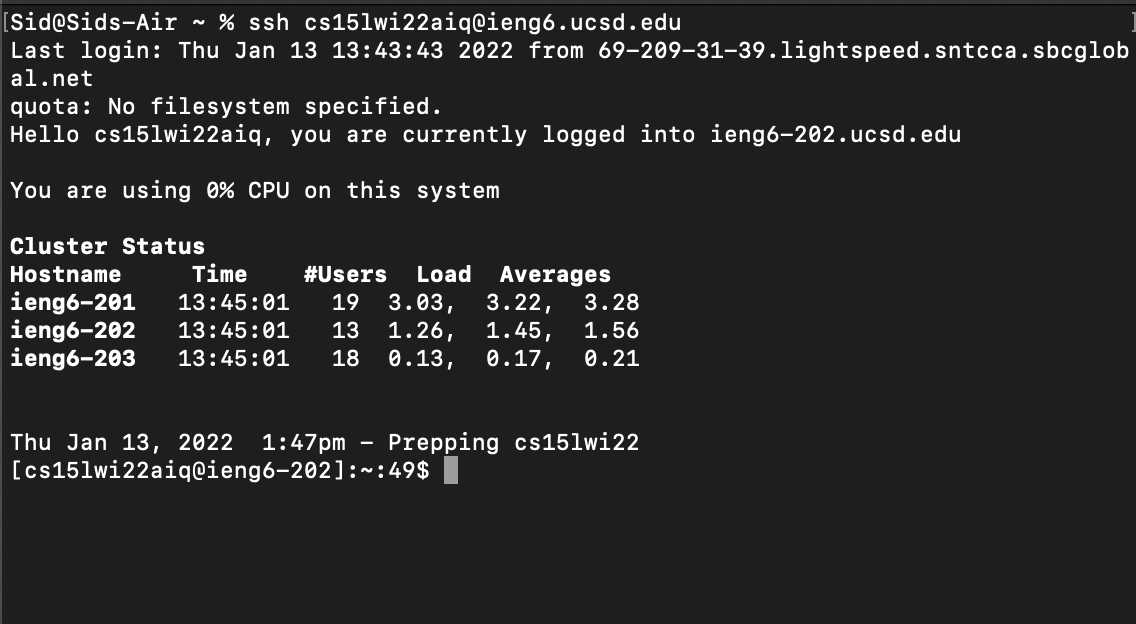 [Sid@Sids-Air ~ % ssh cs15lwi22aiq@ieng6.ucsd.edu ]
Last login: Thu Jan 13 13:43:43 2022 from 69-209-31-39.lightspeed.sntcca.sbcglob
al.net
quota: No filesystem specified.
Hello cs15lwi22aiq, you are currently logged into ieng6-202.ucsd.edu
You are using 0% CPU on this system
Cluster Status
Hostname     Time    #Users  Load  Averages
ieng6-201   13:45:01   19  3.03,  3.22,  3.28
ieng6-202   13:45:01   13  1.26,  1.45,  1.56
ieng6-203   13:45:01   18  0.13,  0.17,  0.21
Thu Jan 13, 2022  1:47pm - Prepping cs15lwi22
[cs15lwi22aiq@ieng6-202]:~:49$